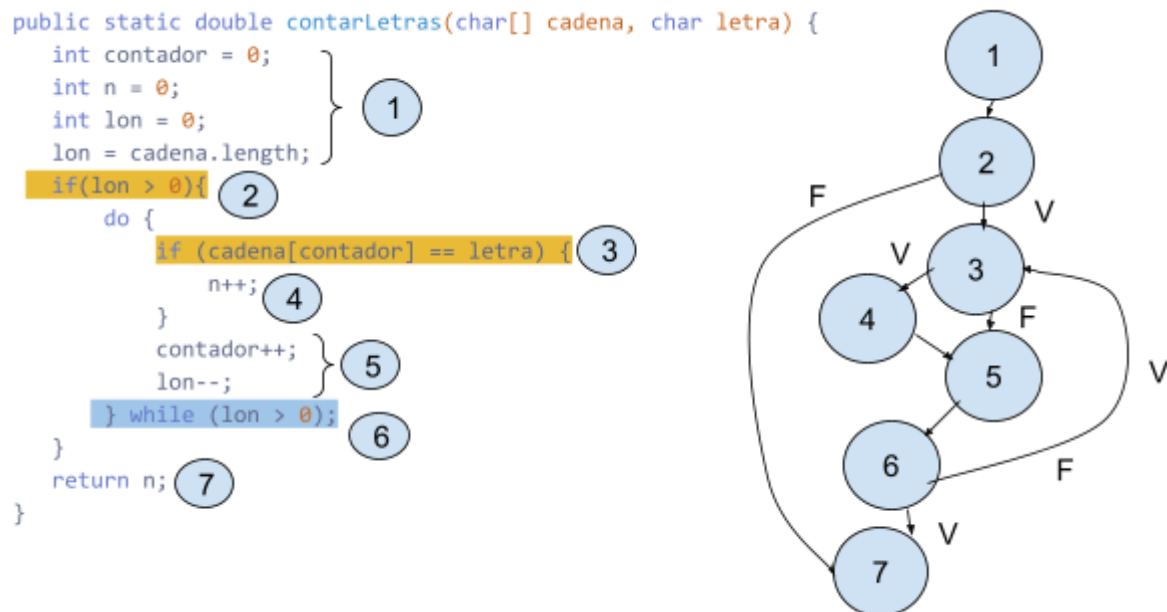 public static double contarLetras(char[] cadena, char letra) {
int contador = 0;
int n = 0;
int lon = 0;
lon = cadena.length;
1
if(lon > 0){
2
do {
if (cadena[contador] == letra) {
3
n++;
4
}
contador++;
lon--;
5
} while (lon > 0);
6
}
return n;
7
}
1
2
F
V
3
V
4
F
5
V
6
F
V
7